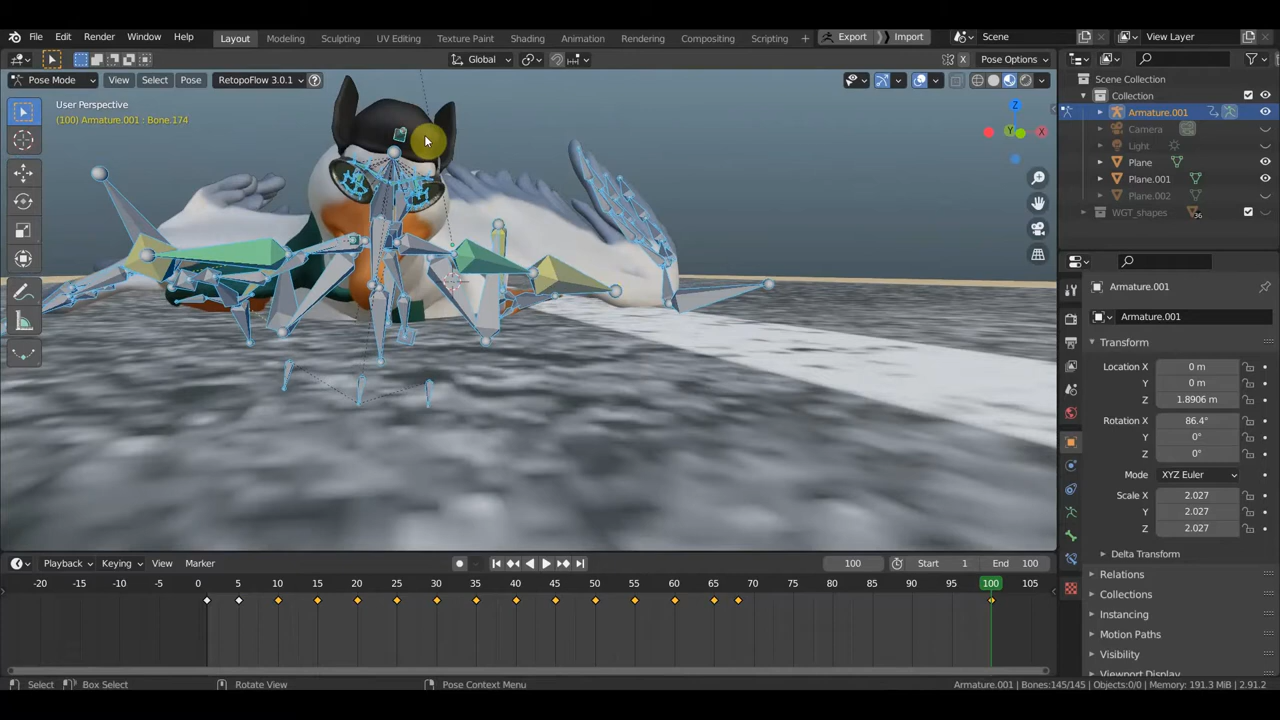 File Edit Render Window Help Layout Modeling Sculpting UV Editing Texture Paint Shading Animation Rendering Compositing Scripting + Export Import Scene View Layer
Pose Mode View Select Pose RetopoFlow 3.0.1 Global X Pose Options
User Perspective
(100) Armature.001 : Bone.174
Z
Y
X
Scene Collection
Collection
Armature.001
Camera
Light
Plane
Plane.001
Plane.002
WGT_shapes 36
Armature.001
Armature.001
Transform
Location X 0 m
Y 0 m
Z 1.8906 m
Rotation X 86.4°
Y 0°
Z 0°
Mode XYZ Euler
Scale X 2.027
Y 2.027
Z 2.027
Delta Transform
Relations
Collections
Instancing
Motion Paths
Visibility
Viewport Display
Playback Keying View Marker 100 Start 1 End 100
-20 -15 -10 -5 0 5 10 15 20 25 30 35 40 45 50 55 60 65 70 75 80 85 90 95 100 105
Select Box Select Rotate View Pose Context Menu Armature.001 | Bones:145/145 | Objects:0/0 | Memory: 191.3 MiB | 2.91.2